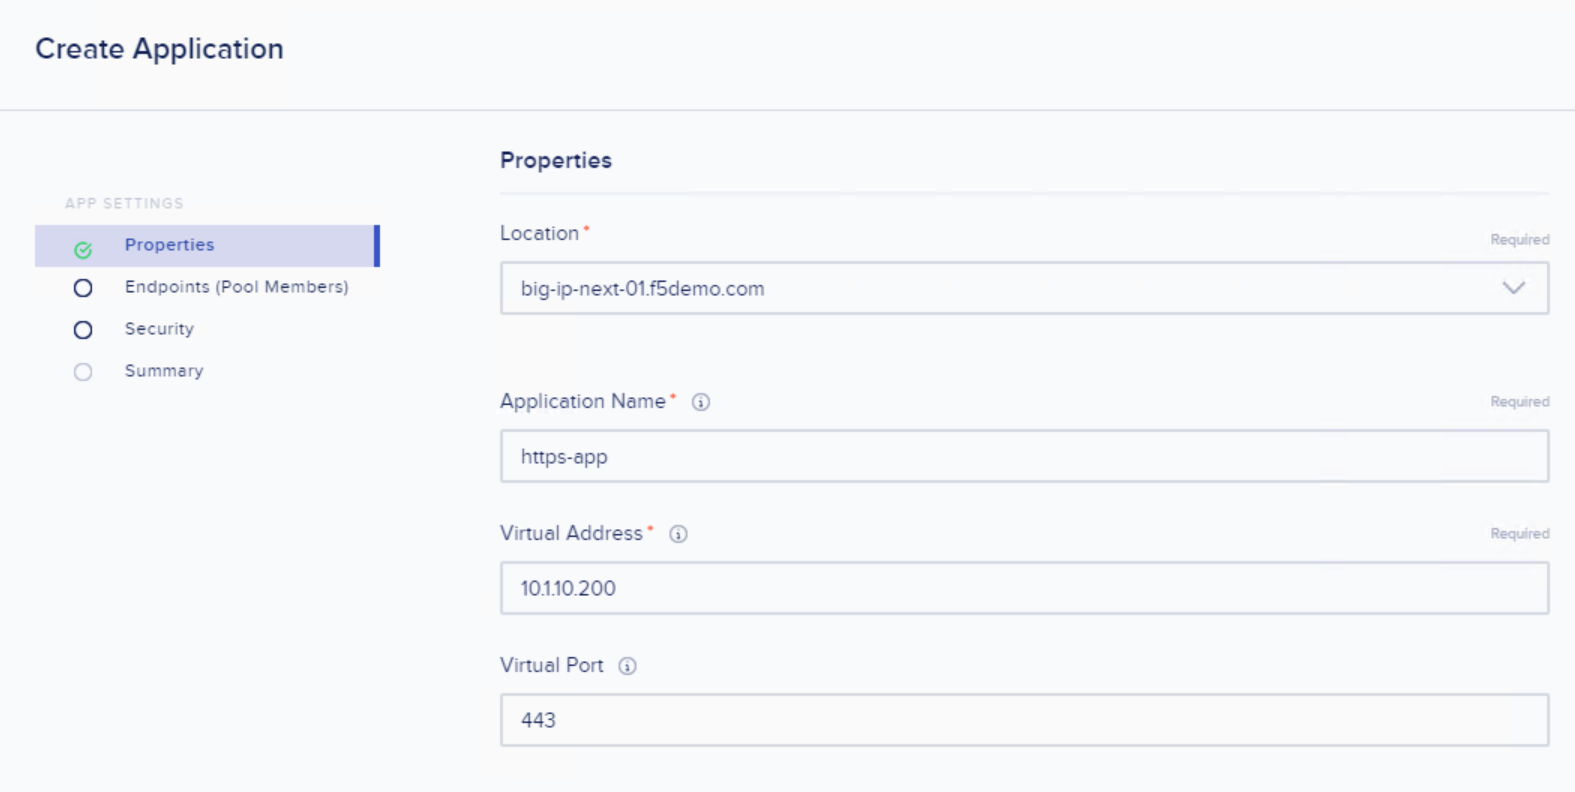 Create Application
APP SETTINGS
Properties
Endpoints (Pool Members)
Security
Summary
Properties
Location*
Required
big-ip-next-01.f5demo.com
Application Name*
Required
https-app
Virtual Address*
Required
10.1.10.200
Virtual Port
443